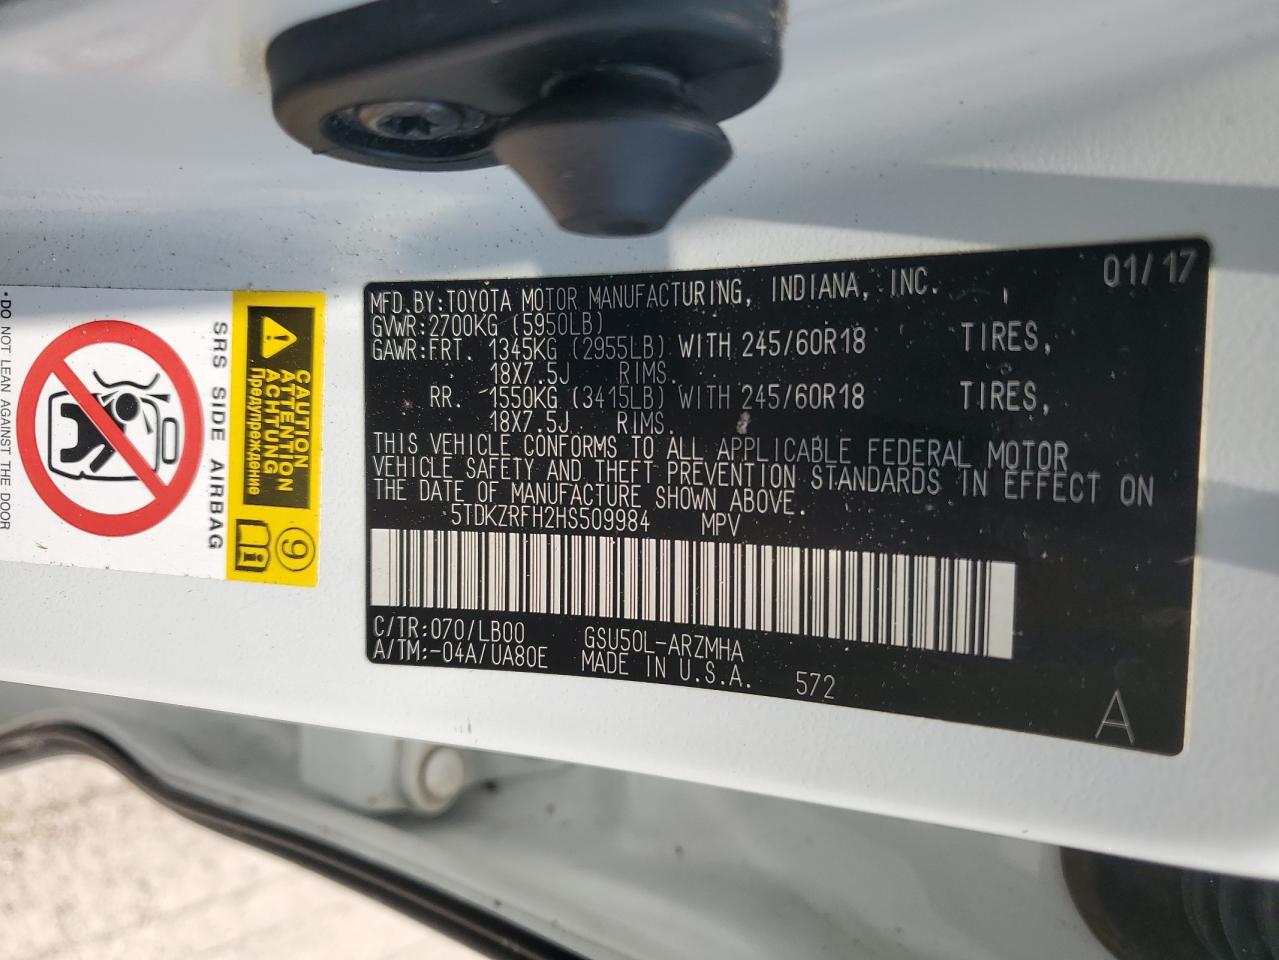 MFD.BY:TOYOTA MOTOR MANUFACTURING, INDIANA, INC. 01/17
GVWR:2700KG (5950LB)
GAWR:FRT. 1345KG (2955LB) WITH 245/60R18 TIRES,
18X7.5J RIMS.
RR. 1550KG (3415LB) WITH 245/60R18 TIRES,
18X7.5J RIMS.
THIS VEHICLE CONFORMS TO ALL APPLICABLE FEDERAL MOTOR
VEHICLE SAFETY AND THEFT PREVENTION STANDARDS IN EFFECT ON
THE DATE OF MANUFACTURE SHOWN ABOVE.
5TDKZRFH2HS509984 MPV
C/TR:070/LB00 GSU50L-ARZMHA
A/TM:-04A/UA80E MADE IN U.S.A. 572
A
CAUTION
ATTENTION
ACHTUNG
Предупреждение
9
i
SRS SIDE AIRBAG
•DO NOT LEAN AGAINST THE DOOR